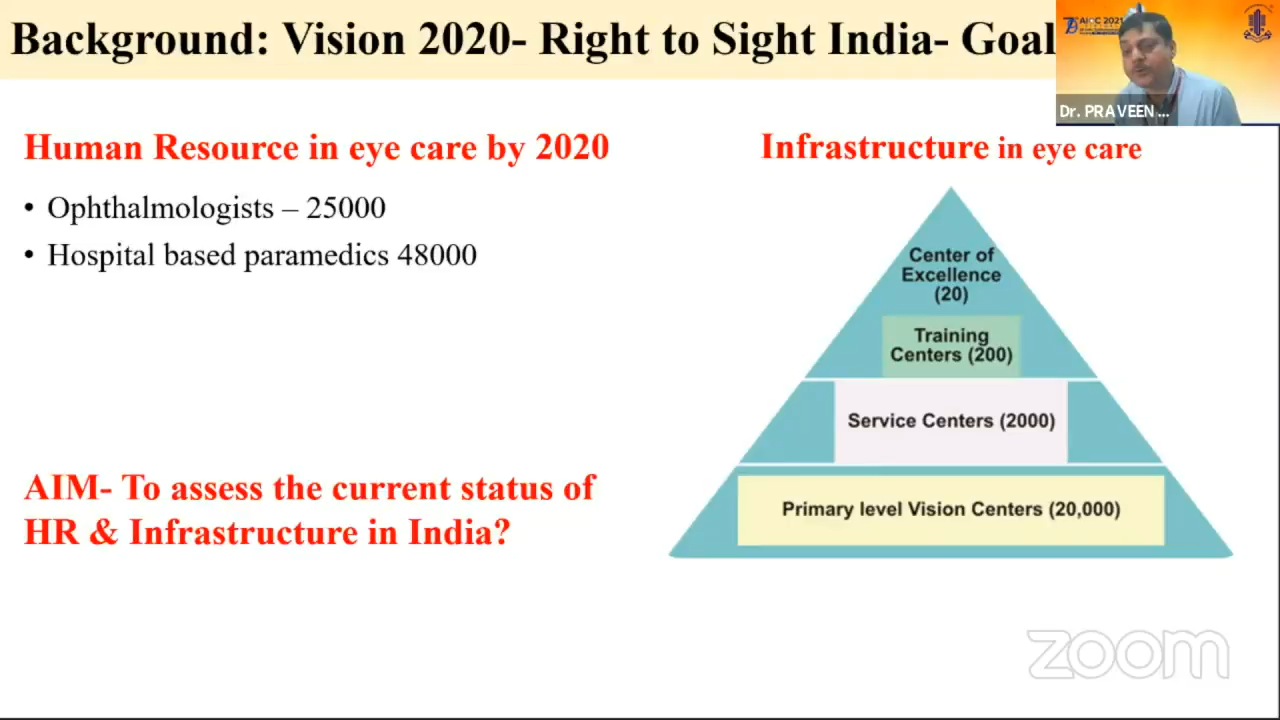 Background: Vision 2020- Right to Sight India- Goal
AIOC 2021
Dr. PRAVEEN ...
Human Resource in eye care by 2020
• Ophthalmologists – 25000
• Hospital based paramedics 48000
AIM- To assess the current status of
HR & Infrastructure in India?
Infrastructure in eye care
Center of
Excellence
(20)
Training
Centers (200)
Service Centers (2000)
Primary level Vision Centers (20,000)
zoom